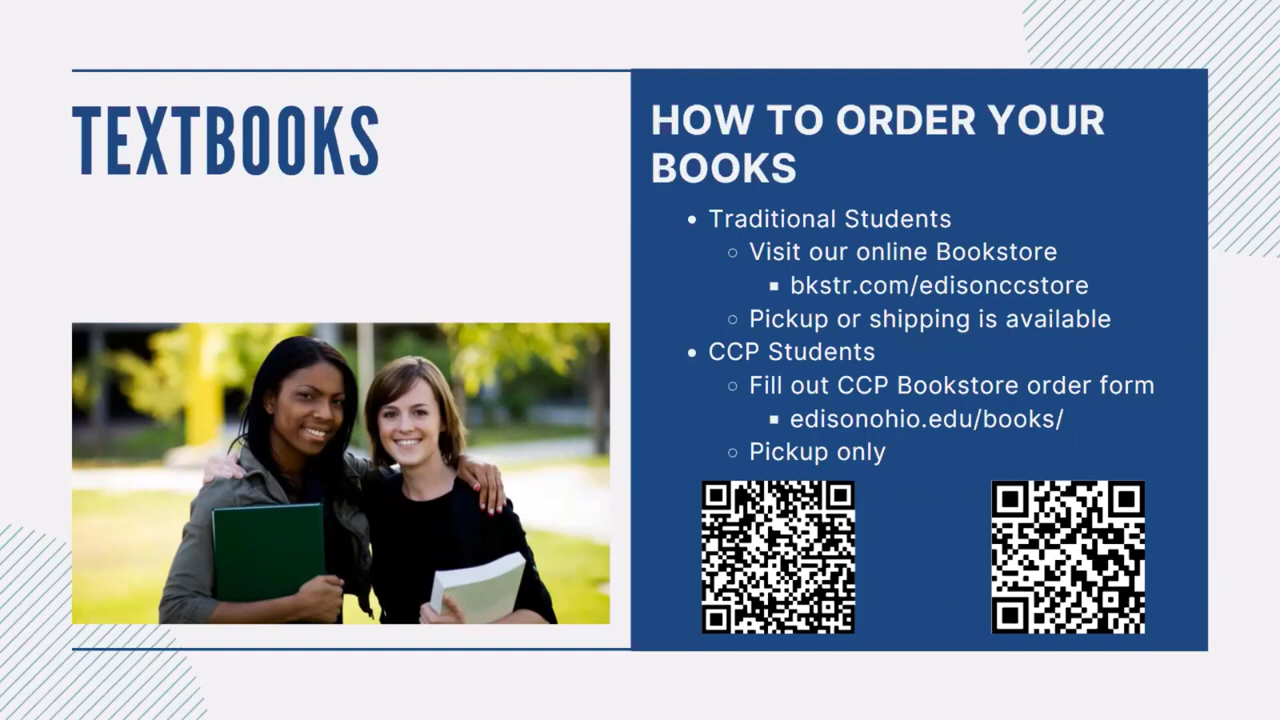 TEXTBOOKS
HOW TO ORDER YOUR
BOOKS
Traditional Students
Visit our online Bookstore
bkstr.com/edisonccstore
Pickup or shipping is available
CCP Students
Fill out CCP Bookstore order form
edisonohio.edu/books/
Pickup only